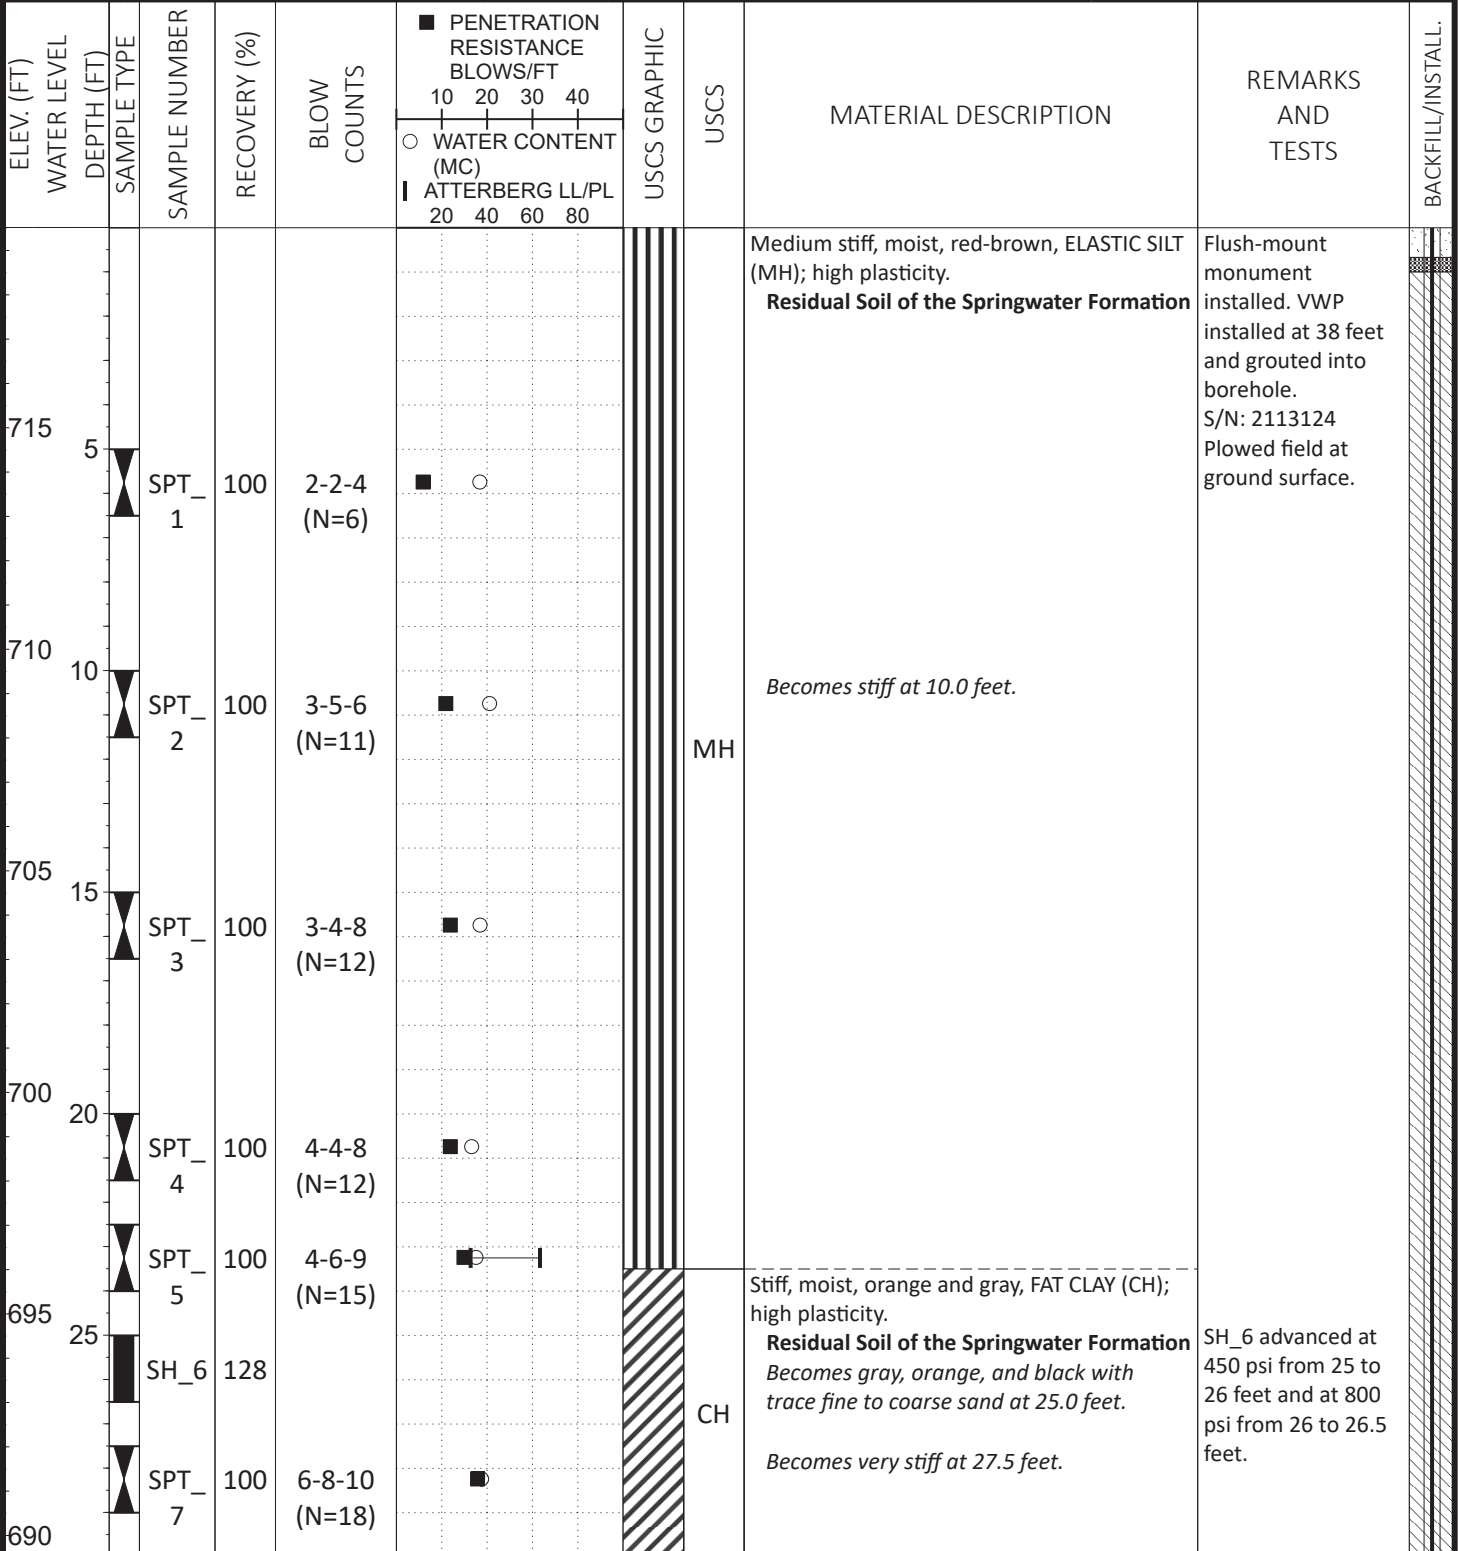 ELEV. (FT)
WATER LEVEL
DEPTH (FT)
SAMPLE TYPE
SAMPLE NUMBER
RECOVERY (%)
BLOW
COUNTS
PENETRATION
RESISTANCE
BLOWS/FT
10 20 30 40
WATER CONTENT
(MC)
ATTERBERG LL/PL
20 40 60 80
USCS GRAPHIC
USCS
MATERIAL DESCRIPTION
REMARKS
AND
TESTS
BACKFILL/INSTALL.
Medium stiff, moist, red-brown, ELASTIC SILT
(MH); high plasticity.
Residual Soil of the Springwater Formation
Flush-mount
monument
installed. VWP
installed at 38 feet
and grouted into
borehole.
S/N: 2113124
Plowed field at
ground surface.
715
5
SPT_
1
100
2-2-4
(N=6)
710
10
SPT_
2
100
3-5-6
(N=11)
Becomes stiff at 10.0 feet.
MH
705
15
SPT_
3
100
3-4-8
(N=12)
700
20
SPT_
4
100
4-4-8
(N=12)
SPT_
5
100
4-6-9
(N=15)
Stiff, moist, orange and gray, FAT CLAY (CH);
high plasticity.
Residual Soil of the Springwater Formation
Becomes gray, orange, and black with
trace fine to coarse sand at 25.0 feet.
695
25
SH_6
128
SH_6 advanced at
450 psi from 25 to
26 feet and at 800
psi from 26 to 26.5
feet.
CH
Becomes very stiff at 27.5 feet.
SPT_
7
100
6-8-10
(N=18)
690